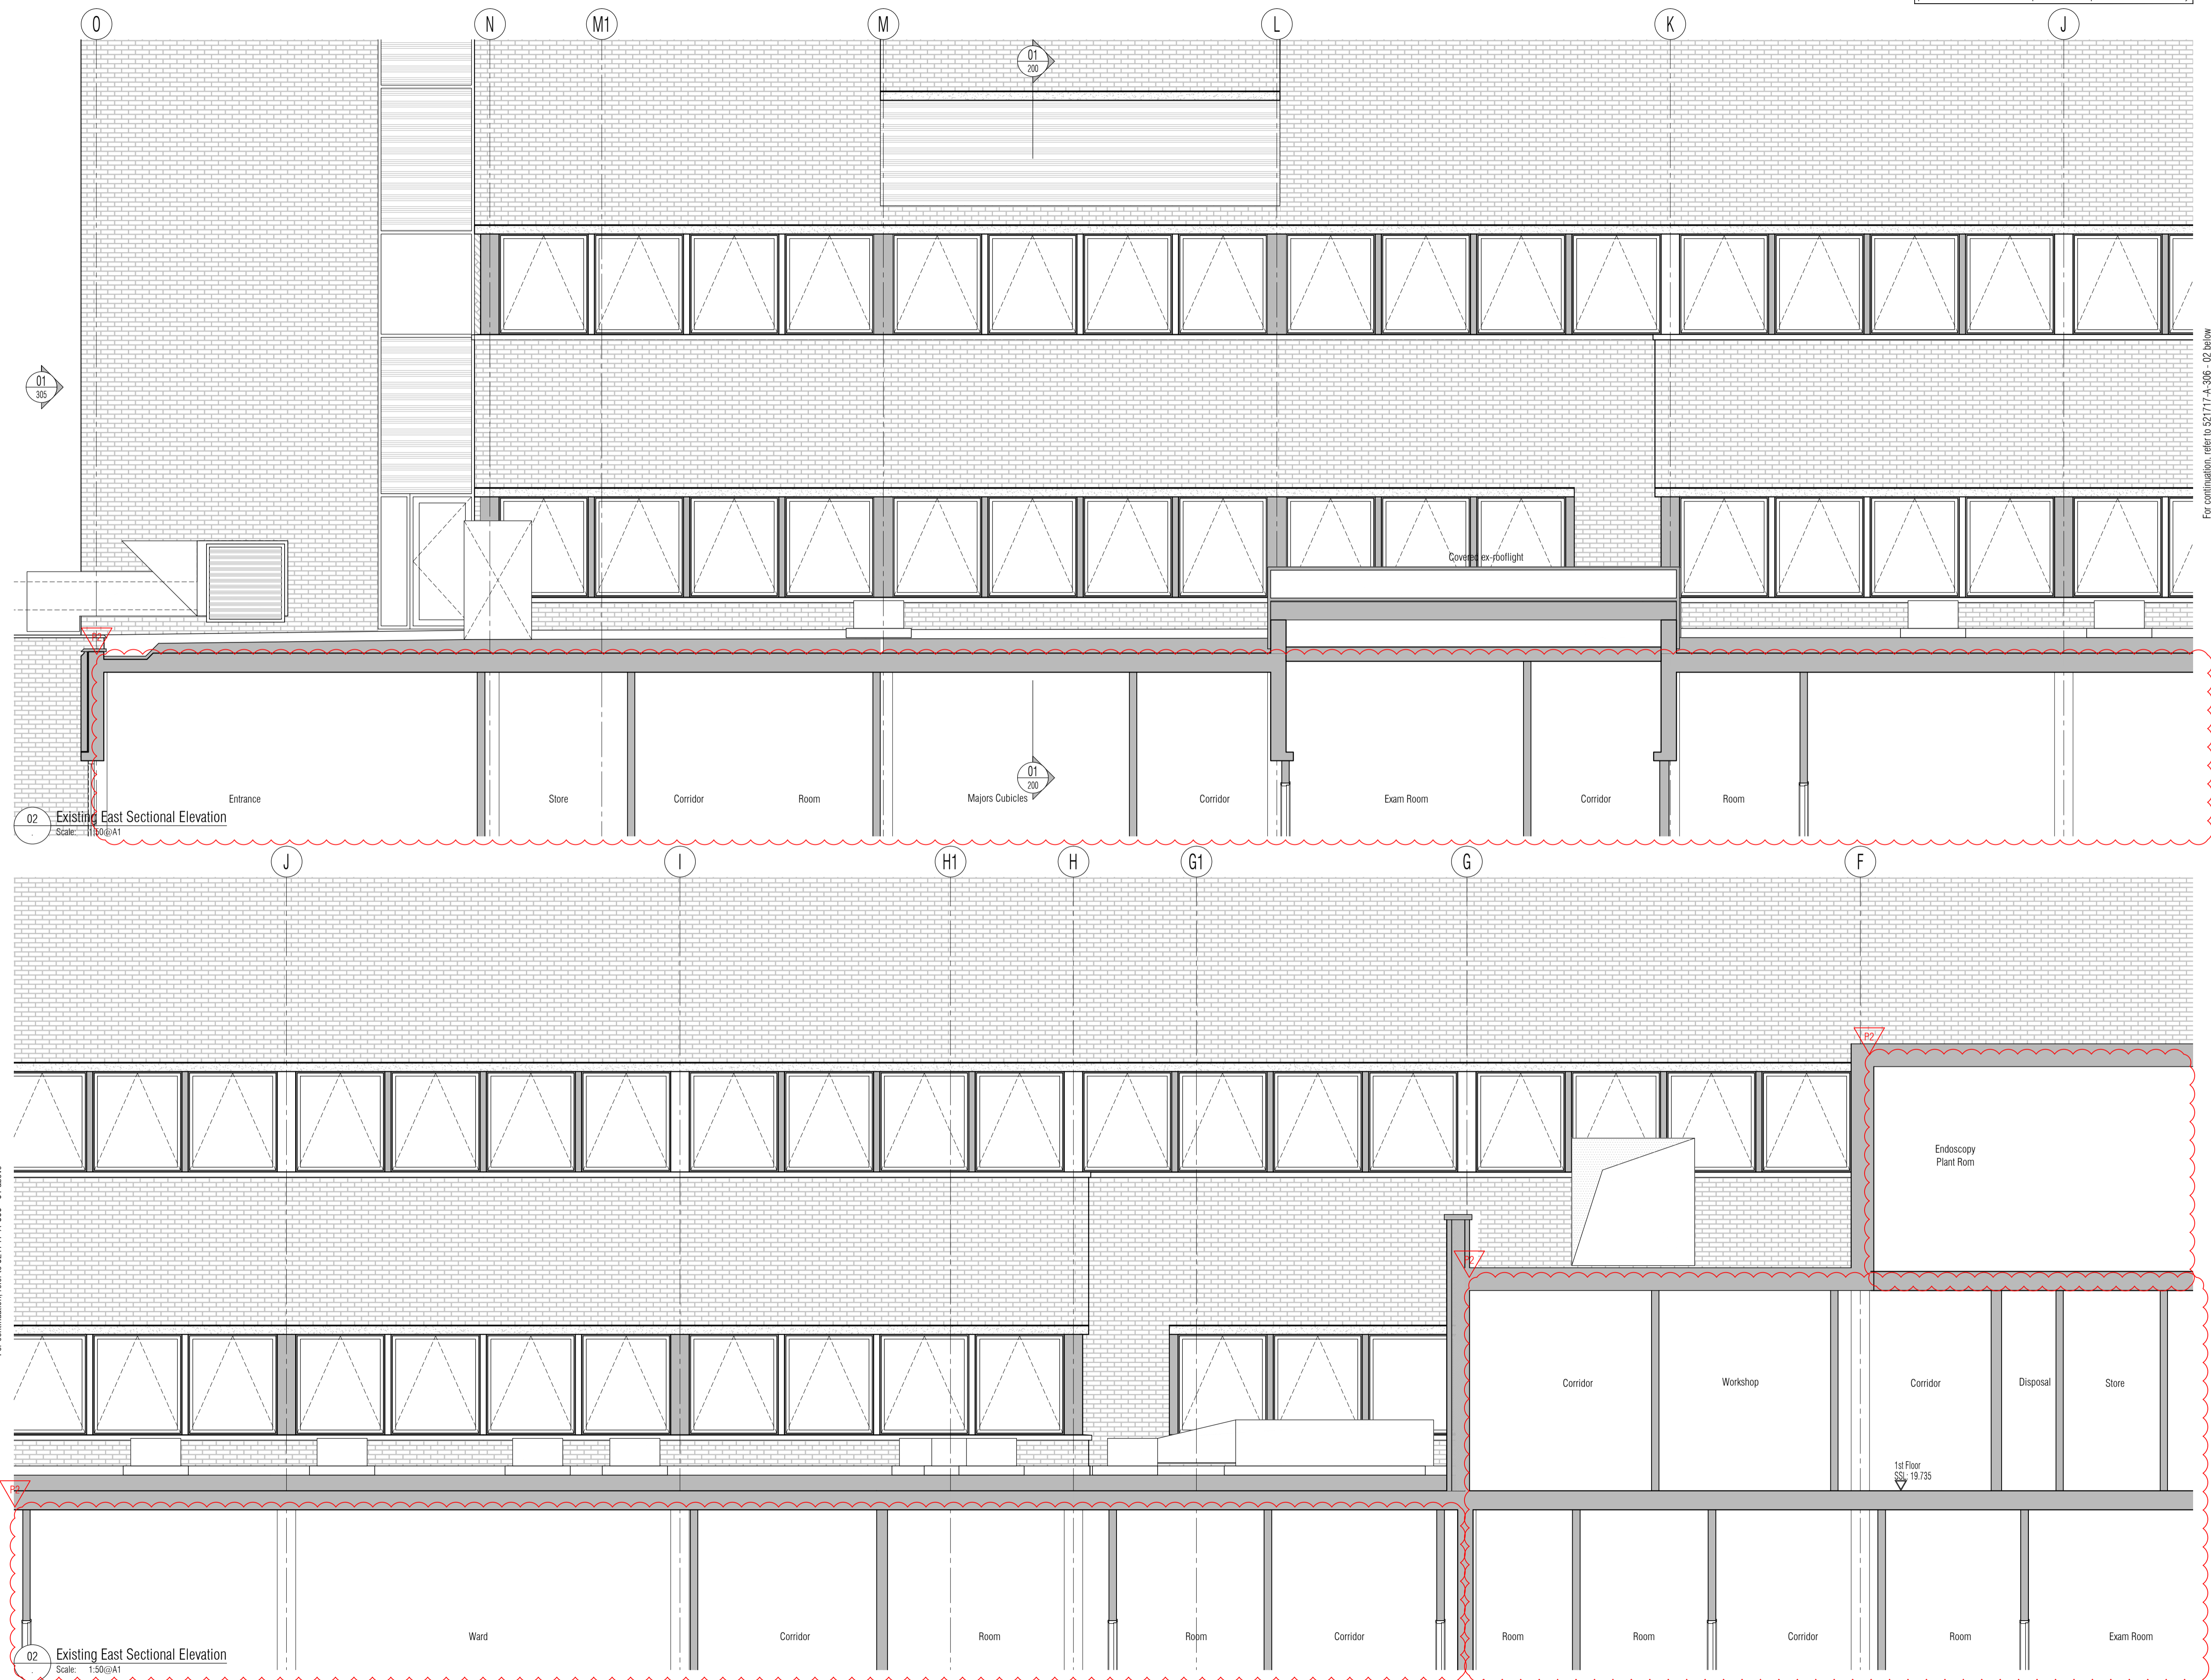 O N M1 M L K J
01
200
01
305
For continuation, refer to 521717-A-306 - 02 below
Covered ex-rooflight
P2
Entrance Store Corridor Room Majors Cubicles Corridor Exam Room Corridor Room
01
200
02 Existing East Sectional Elevation
Scale: 1:50@A1
J I H1 H G1 G F
P2
Endoscopy
Plant Rom
P2
Corridor Workshop Corridor Disposal Store
1st Floor
SSL: 19.735
P2
Ward Corridor Room Room Corridor Room Room Corridor Room Exam Room
02 Existing East Sectional Elevation
Scale: 1:50@A1